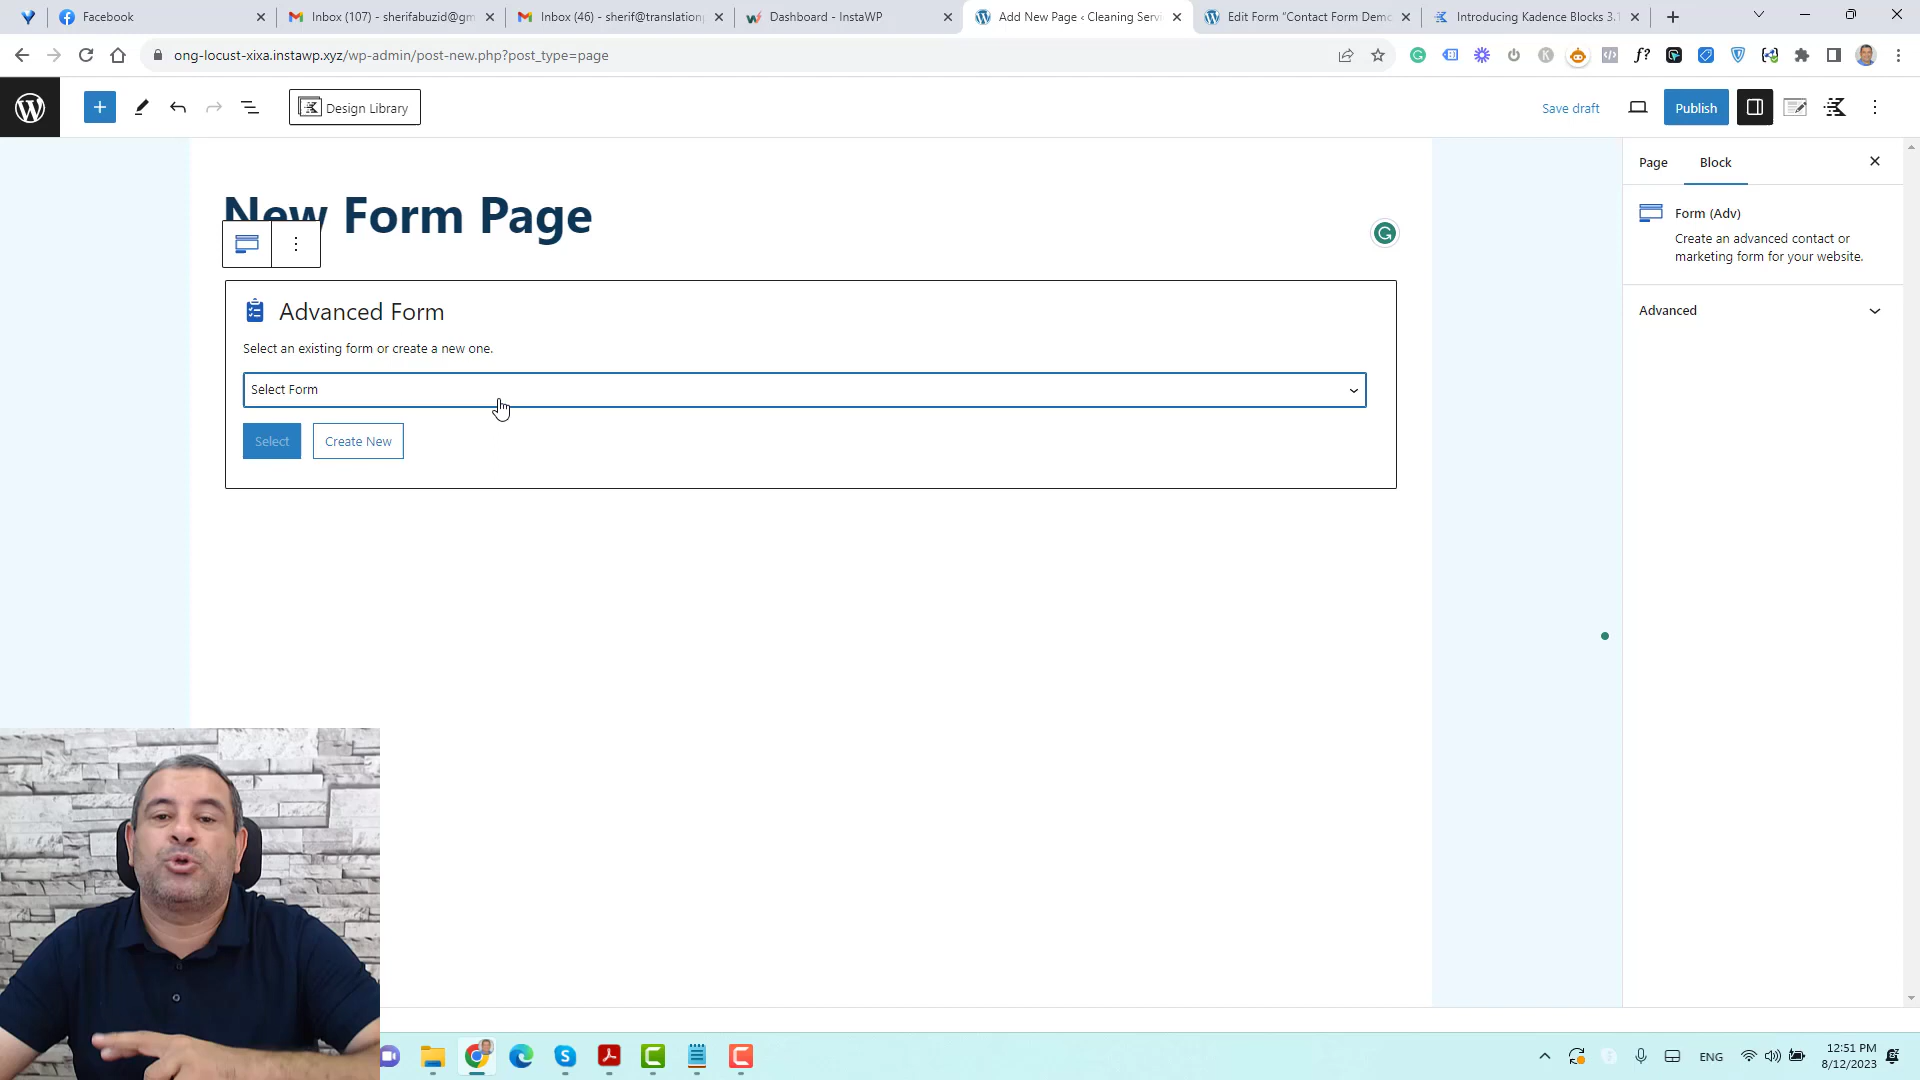 Facebook
Inbox (107) - sherifabuzid@gm
Inbox (46) - sherif@translation
Dashboard - InstaWP
Add New Page ‹ Cleaning Servi
Edit Form "Contact Form Demo
Introducing Kadence Blocks 3.1
ong-locust-xixa.instawp.xyz/wp-admin/post-new.php?post_type=page
Design Library
Save draft
Publish
New Form Page
Page
Block
Form (Adv)
Create an advanced contact or
marketing form for your website.
Advanced
Advanced Form
Select an existing form or create a new one.
Select Form
Select
Create New
ENG
12:51 PM
8/12/2023